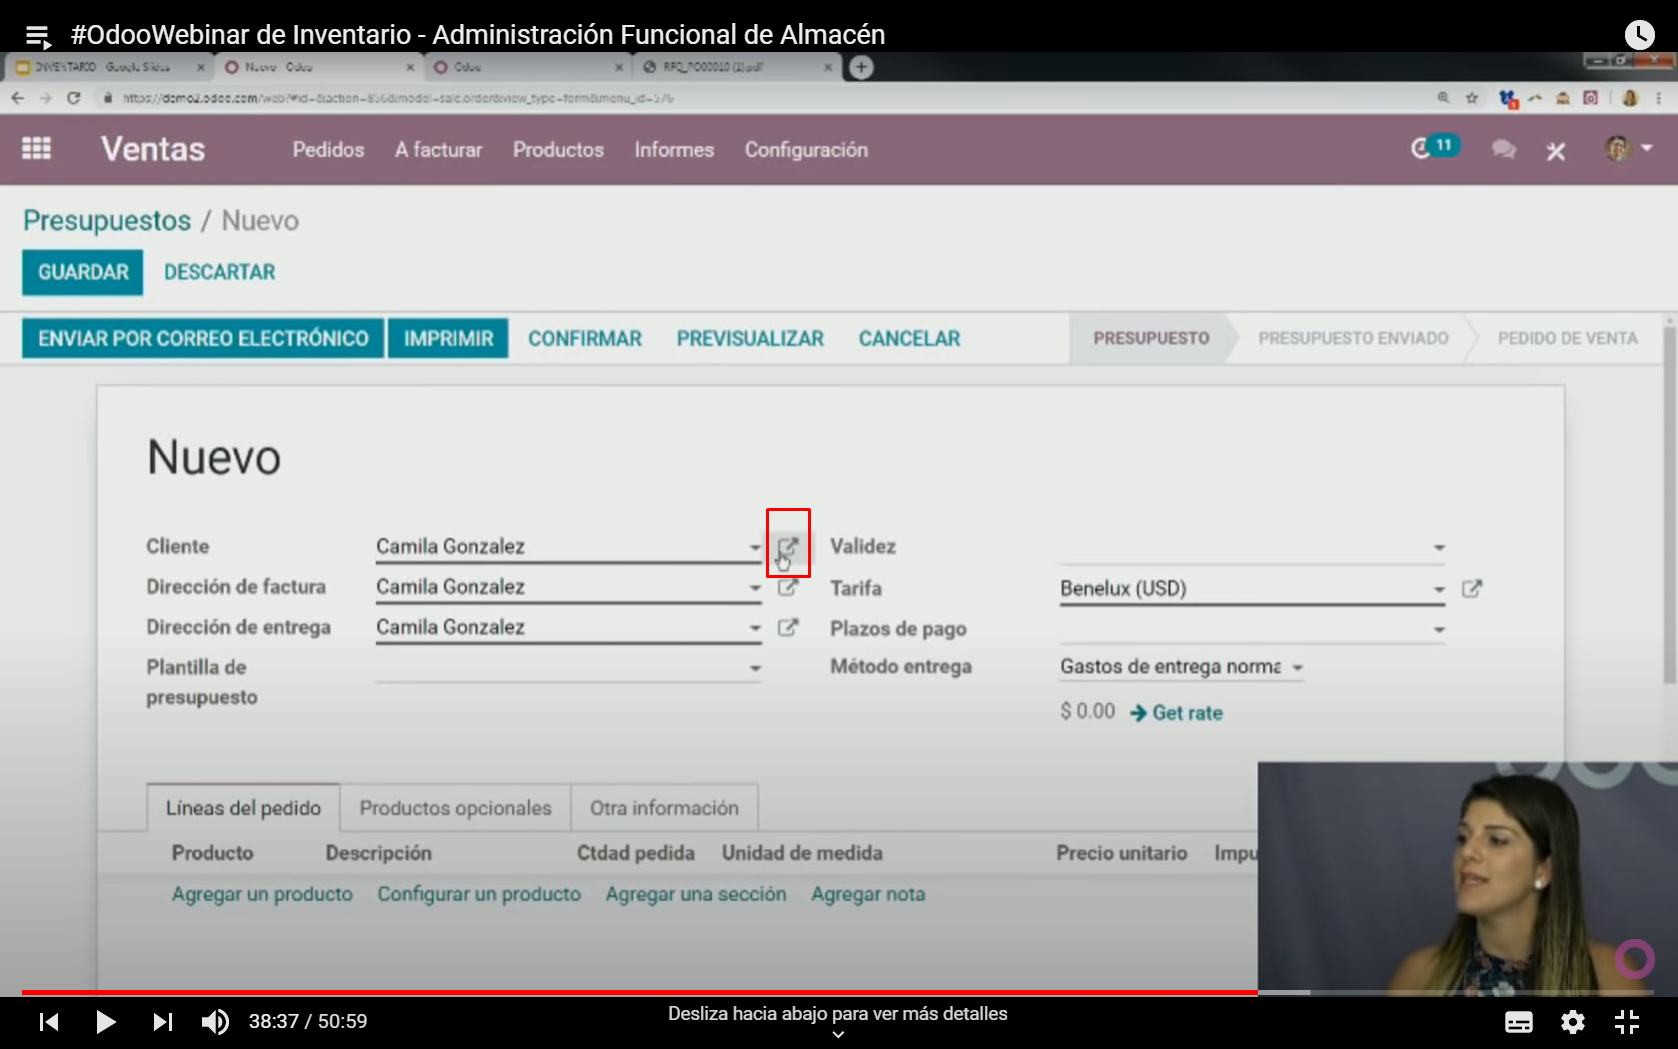 #OdooWebinar de Inventario - Administración Funcional de Almacén
INVENTARIO - Google Slides
Nuevo - Odoo
Odoo
RFQ_PO00010 (1).pdf
https://demo2.odoo.com/web?#id=&action=856&model=sale.order&view_type=form&menu_id=576
Ventas
Pedidos
A facturar
Productos
Informes
Configuración
11
Presupuestos / Nuevo
GUARDAR
DESCARTAR
ENVIAR POR CORREO ELECTRÓNICO
IMPRIMIR
CONFIRMAR
PREVISUALIZAR
CANCELAR
PRESUPUESTO
PRESUPUESTO ENVIADO
PEDIDO DE VENTA
Nuevo
Cliente
Camila Gonzalez
Dirección de factura
Camila Gonzalez
Dirección de entrega
Camila Gonzalez
Plantilla de
presupuesto
Validez
Tarifa
Benelux (USD)
Plazos de pago
Método entrega
Gastos de entrega norma
$ 0.00
Get rate
Líneas del pedido
Productos opcionales
Otra información
Producto
Descripción
Ctdad pedida
Unidad de medida
Precio unitario
Impu
Agregar un producto
Configurar un producto
Agregar una sección
Agregar nota
38:37 / 50:59
Desliza hacia abajo para ver más detalles